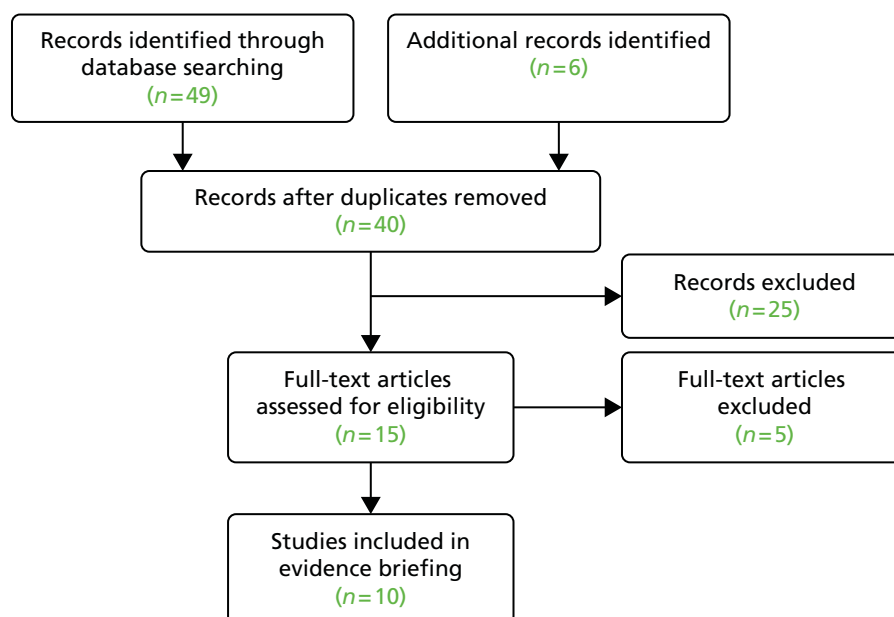 Records identified through
database searching
(n=49)
Additional records identified
(n=6)
Records after duplicates removed
(n=40)
Records excluded
(n=25)
Full-text articles
assessed for eligibility
(n=15)
Full-text articles
excluded
(n=5)
Studies included in
evidence briefing
(n=10)